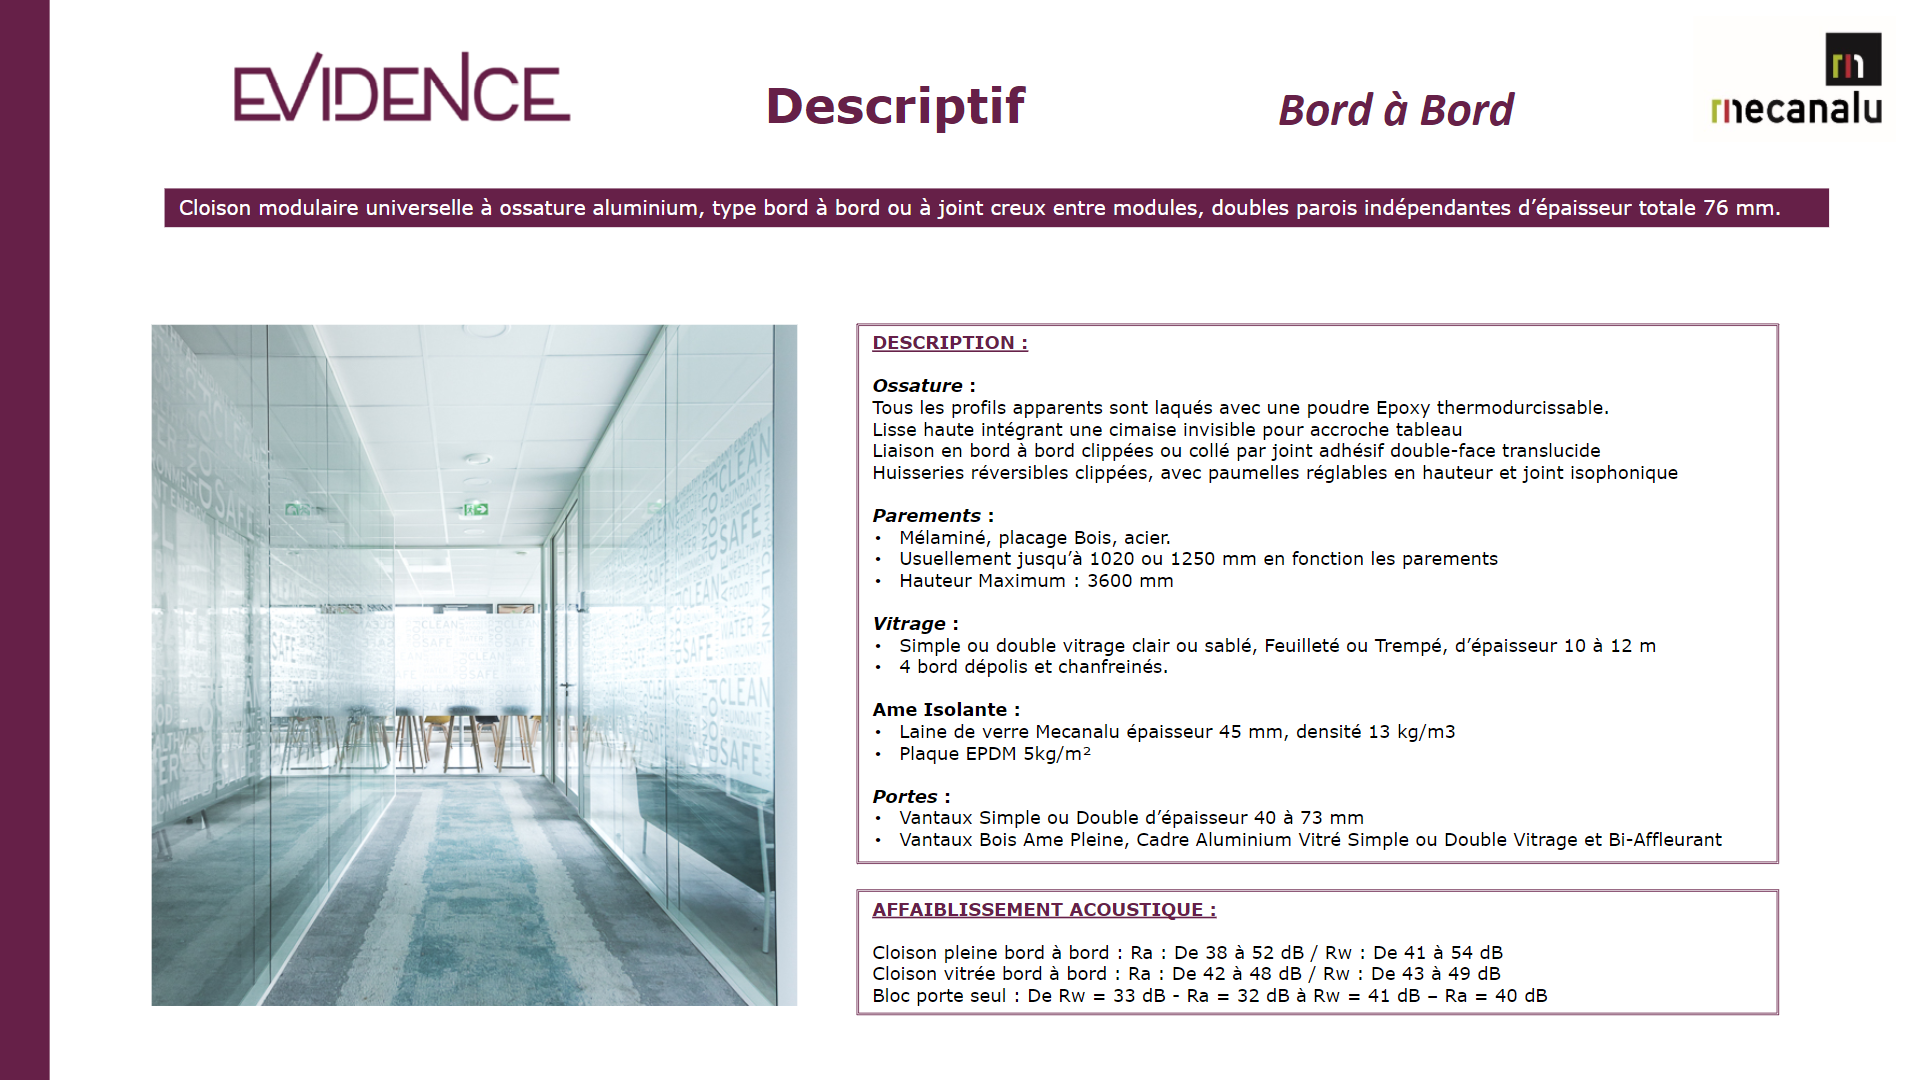 EVIDENCE
Descriptif
Bord à Bord
m
mecanalu
Cloison modulaire universelle à ossature aluminium, type bord à bord ou à joint creux entre modules, doubles parois indépendantes d’épaisseur totale 76 mm.
DESCRIPTION :
Ossature :
Tous les profils apparents sont laqués avec une poudre Epoxy thermodurcissable.
Lisse haute intégrant une cimaise invisible pour accroche tableau
Liaison en bord à bord clippées ou collé par joint adhésif double-face translucide
Huisseries réversibles clippées, avec paumelles réglables en hauteur et joint isophonique
Parements :
• Mélaminé, placage Bois, acier.
• Usuellement jusqu’à 1020 ou 1250 mm en fonction les parements
• Hauteur Maximum : 3600 mm
Vitrage :
• Simple ou double vitrage clair ou sablé, Feuilleté ou Trempé, d’épaisseur 10 à 12 m
• 4 bord dépolis et chanfreinés.
Ame Isolante :
• Laine de verre Mecanalu épaisseur 45 mm, densité 13 kg/m3
• Plaque EPDM 5kg/m²
Portes :
• Vantaux Simple ou Double d’épaisseur 40 à 73 mm
• Vantaux Bois Ame Pleine, Cadre Aluminium Vitré Simple ou Double Vitrage et Bi-Affleurant
AFFAIBLISSEMENT ACOUSTIQUE :
Cloison pleine bord à bord : Ra : De 38 à 52 dB / Rw : De 41 à 54 dB
Cloison vitrée bord à bord : Ra : De 42 à 48 dB / Rw : De 43 à 49 dB
Bloc porte seul : De Rw = 33 dB - Ra = 32 dB à Rw = 41 dB – Ra = 40 dB
CLEAN
SAFE
CLEAN
SAFE
WATER
CLEAN
SAFE